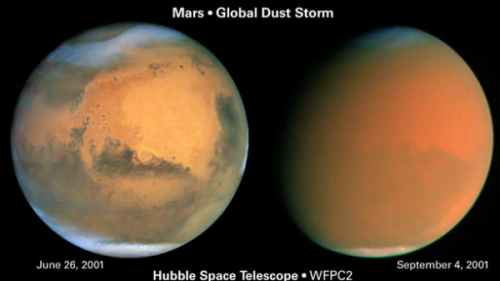 Mars • Global Dust Storm
June 26, 2001
September 4, 2001
Hubble Space Telescope • WFPC2